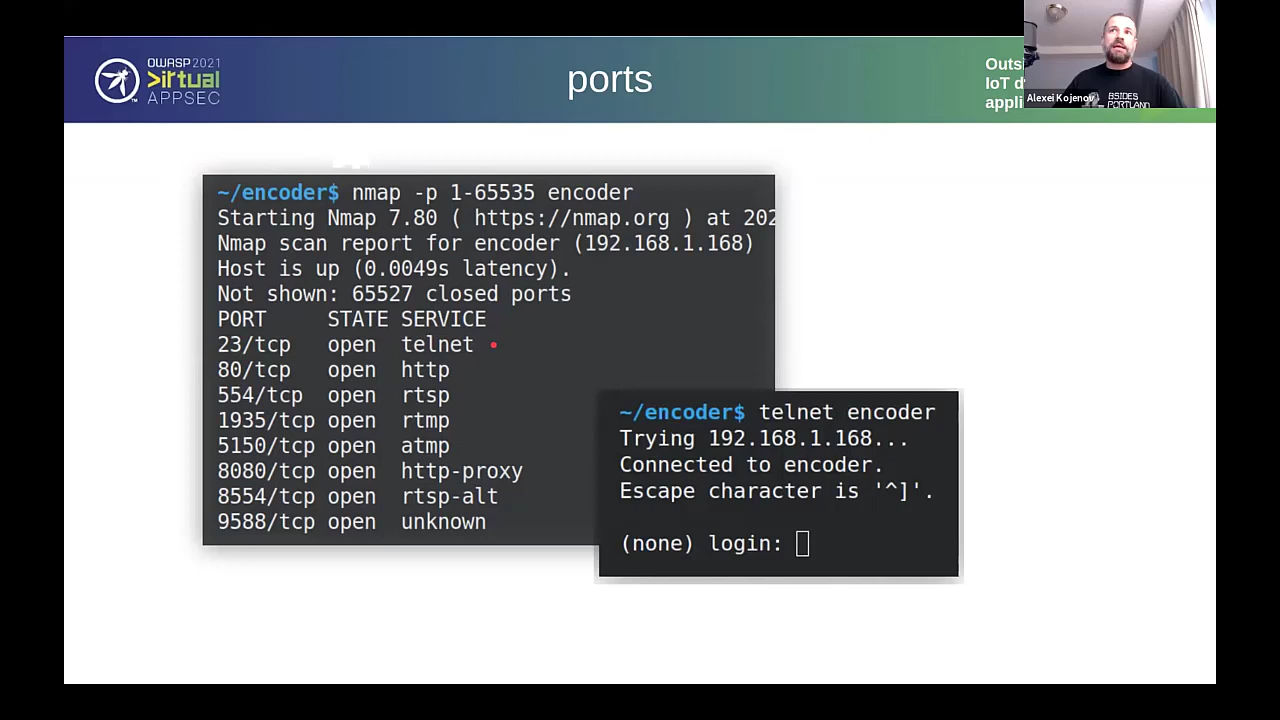 OWASP 2021
Virtual
APPSEC
ports
Outs
IoT d
appli
Alexei Kojenov
BSIDES
PORTLAND
~/encoder$ nmap -p 1-65535 encoder
Starting Nmap 7.80 ( https://nmap.org ) at 202
Nmap scan report for encoder (192.168.1.168)
Host is up (0.0049s latency).
Not shown: 65527 closed ports
PORT STATE SERVICE
23/tcp open telnet
80/tcp open http
554/tcp open rtsp
1935/tcp open rtmp
5150/tcp open atmp
8080/tcp open http-proxy
8554/tcp open rtsp-alt
9588/tcp open unknown
~/encoder$ telnet encoder
Trying 192.168.1.168...
Connected to encoder.
Escape character is '^]'.
(none) login: